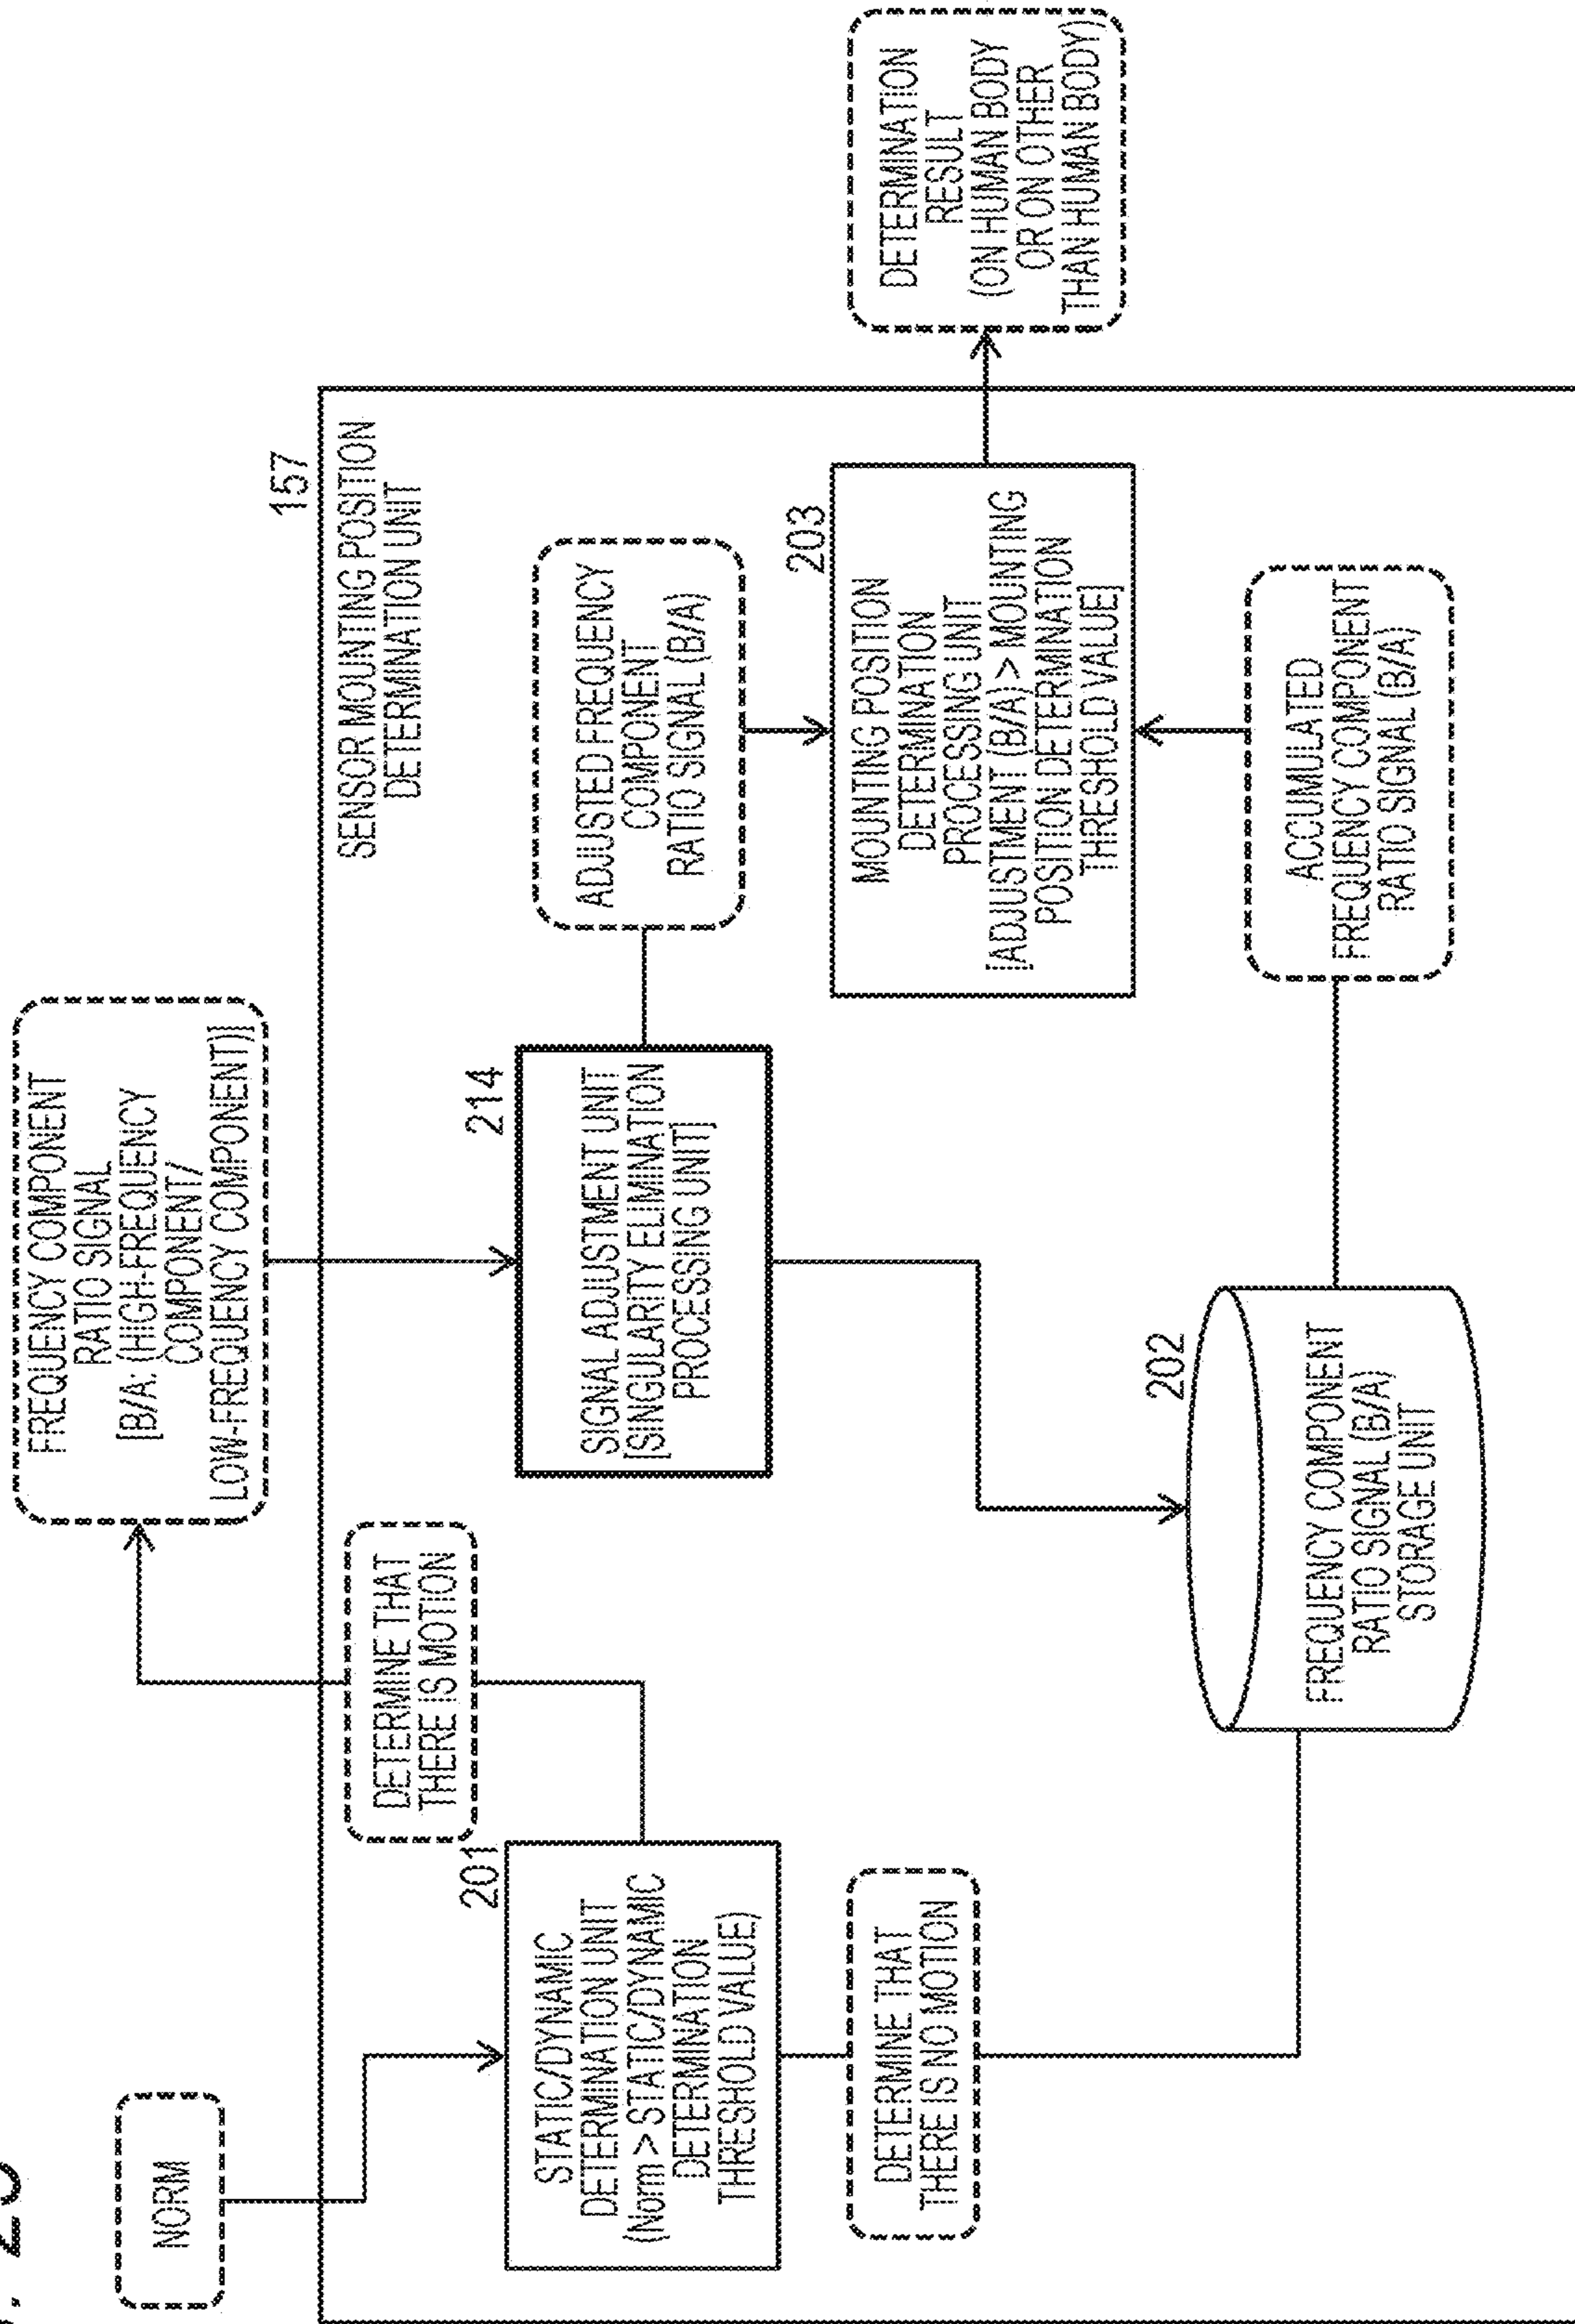 NORM
FREQUENCY COMPONENT
RATIO SIGNAL
[B/A: (HIGH-FREQUENCY
COMPONENT/
LOW-FREQUENCY COMPONENT)]
157
SENSOR MOUNTING POSITION
DETERMINATION UNIT
DETERMINE THAT
THERE IS MOTION
201
STATIC/DYNAMIC
DETERMINATION UNIT
(Norm > STATIC/DYNAMIC
DETERMINATION
THRESHOLD VALUE)
214
SIGNAL ADJUSTMENT UNIT
[SINGULARITY ELIMINATION
PROCESSING UNIT]
ADJUSTED FREQUENCY
COMPONENT
RATIO SIGNAL (B/A)
DETERMINE THAT
THERE IS NO MOTION
203
MOUNTING POSITION
DETERMINATION
PROCESSING UNIT
[ADJUSTMENT (B/A) > MOUNTING
POSITION DETERMINATION
THRESHOLD VALUE]
DETERMINATION
RESULT
(ON HUMAN BODY
OR ON OTHER
THAN HUMAN BODY)
202
FREQUENCY COMPONENT
RATIO SIGNAL (B/A)
STORAGE UNIT
ACCUMULATED
FREQUENCY COMPONENT
RATIO SIGNAL (B/A)